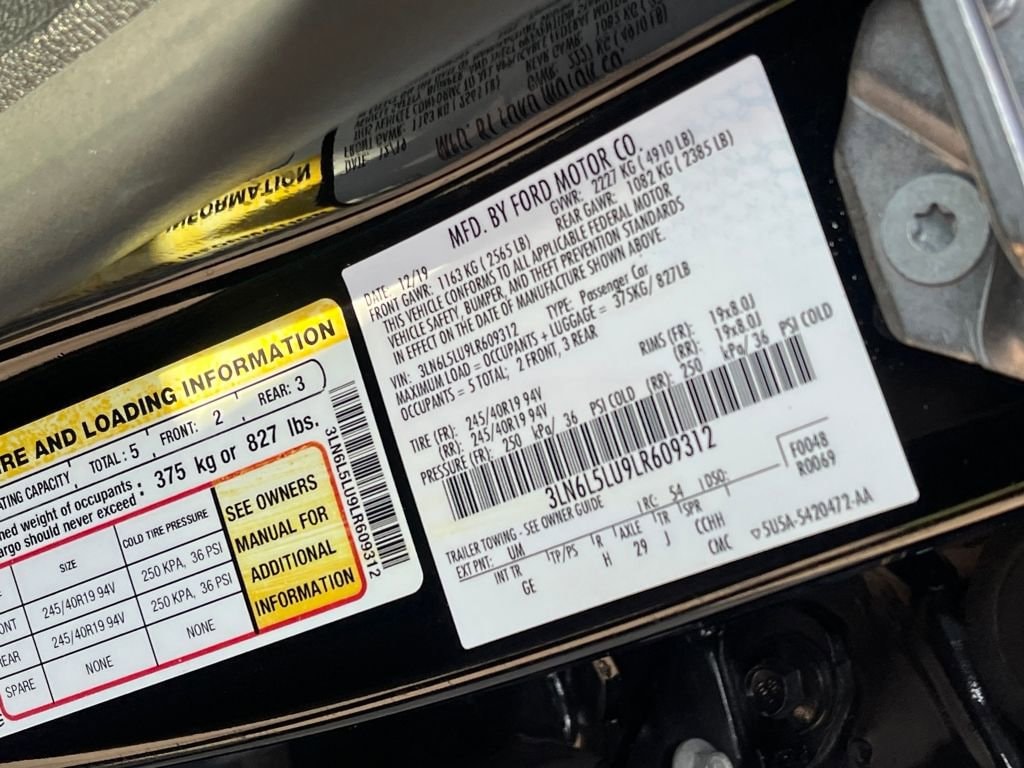 MFD. BY FORD MOTOR CO.
DATE: 12/19 GVWR: 2227 KG ( 4910 LB)
FRONT GAWR: 1163 KG ( 2565 LB) REAR GAWR: 1082 KG ( 2385 LB)
THIS VEHICLE CONFORMS TO ALL APPLICABLE FEDERAL MOTOR
VEHICLE SAFETY, BUMPER, AND THEFT PREVENTION STANDARDS
IN EFFECT ON THE DATE OF MANUFACTURE SHOWN ABOVE.
VIN: 3LN6L5LU9LR609312 TYPE: Passenger Car
MAXIMUM LOAD = OCCUPANTS + LUGGAGE = 375KG/ 827LB
OCCUPANTS = 5 TOTAL; 2 FRONT, 3 REAR
TIRE (FR): 245/40R19 94V RIMS (FR): 19x8.0J
(RR): 245/40R19 94V (RR): 19x8.0J
PRESSURE (FR): 250 kPa/ 36 PSI COLD (RR): 250 kPa/ 36 PSI COLD
3LN6L5LU9LR609312
F0048
R0069
TRAILER TOWING - SEE OWNER GUIDE
EXT PNT: UM RC: 54 DSO:
INT TR TP/PS R AXLE TR SPR
GE H 29 J CCHH
CMC 5U5A-5420472-AA
AND LOADING INFORMATION
CAPACITY TOTAL : 5 FRONT: 2 REAR: 3
weight of occupants
should never exceed : 375 kg or 827 lbs.
SIZE COLD TIRE PRESSURE
245/40R19 94V 250 KPA, 36 PSI
245/40R19 94V 250 KPA, 36 PSI
SPARE NONE NONE
SEE OWNERS
MANUAL FOR
ADDITIONAL
INFORMATION
3LN6L5LU9LR609312